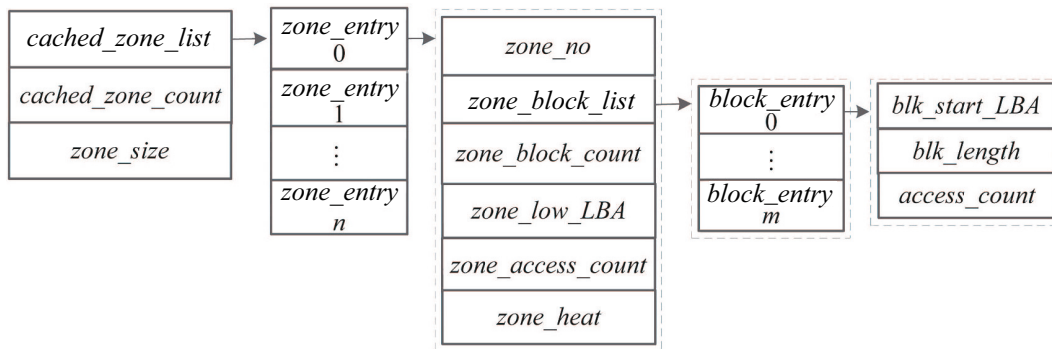 cached_zone_list
cached_zone_count
zone_size
zone_entry
0
zone_entry
1
⋮
zone_entry
n
zone_no
zone_block_list
zone_block_count
zone_low_LBA
zone_access_count
zone_heat
block_entry
0
⋮
block_entry
m
blk_start_LBA
blk_length
access_count